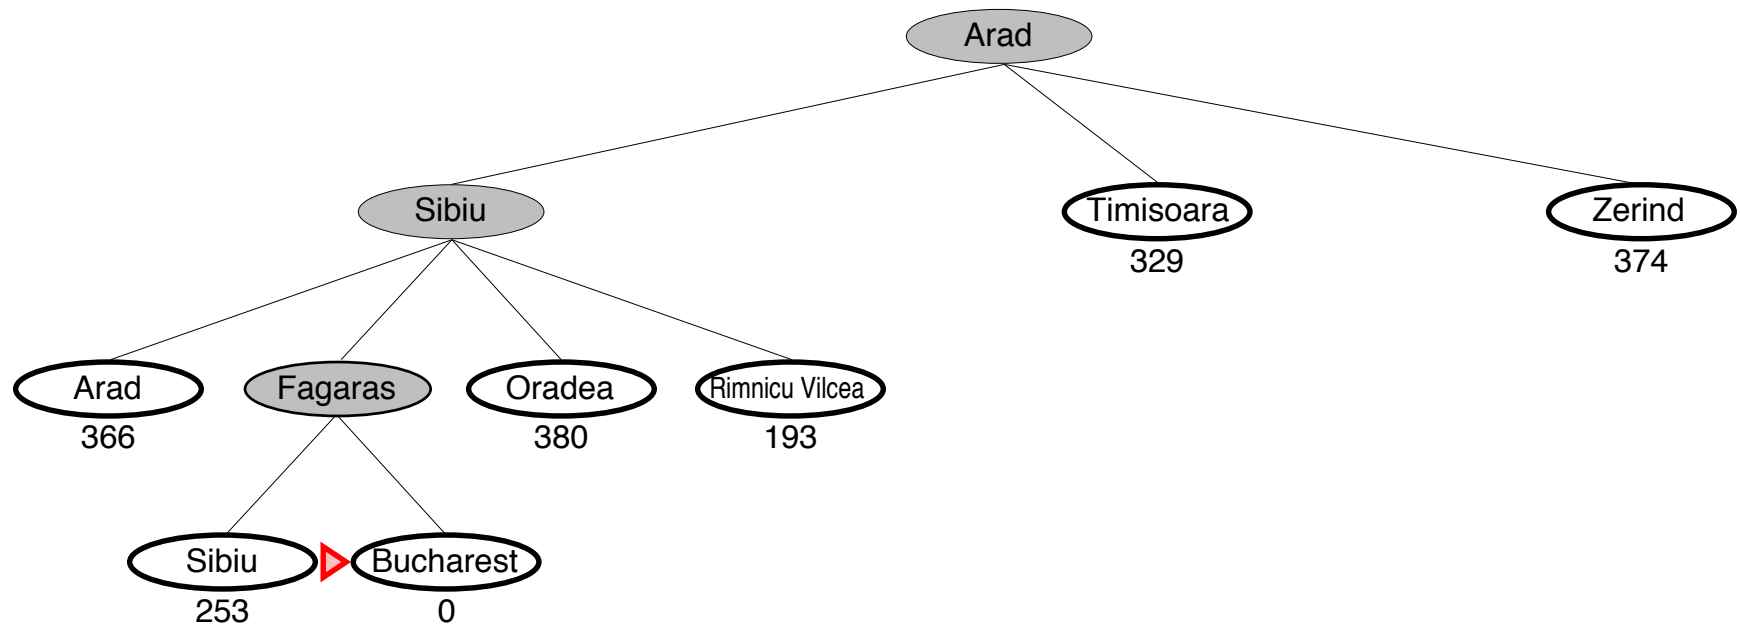 Arad
Sibiu
Timisoara
Zerind
329
374
Arad
Fagaras
Oradea
Rimnicu Vilcea
366
380
193
Sibiu
Bucharest
253
0